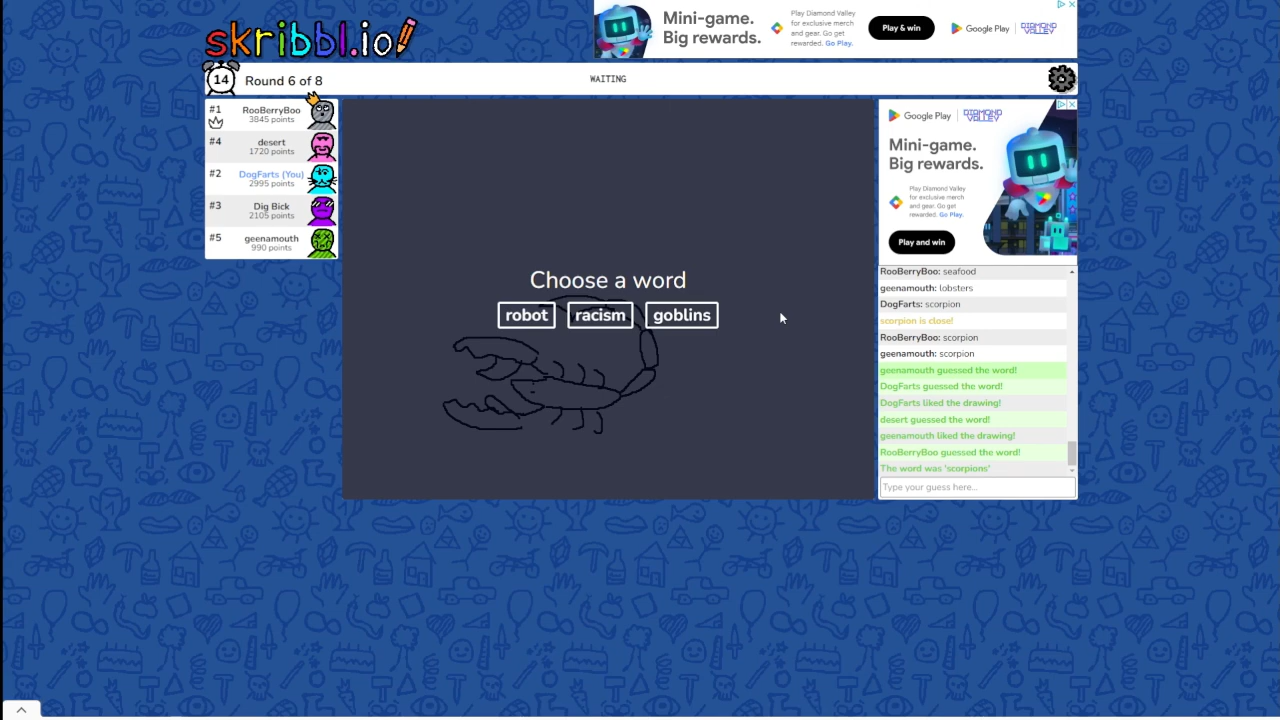 skribbl.io
Mini-game.
Big rewards.
Play Diamond Valley
for exclusive merch
and gear. Go get
rewarded. Go Play.
Play & win
Google Play
DIAMOND
VALLEY
14
Round 6 of 8
WAITING
#1
RooBerryBoo
3845 points
#4
desert
1720 points
#2
DogFarts (You)
2995 points
#3
Dig Bick
2105 points
#5
geenamouth
990 points
Choose a word
robot racism goblins
Google Play
DIAMOND
VALLEY
Mini-game.
Big rewards.
Play Diamond Valley
for exclusive merch
and gear. Go get
rewarded. Go Play.
Play and win
RooBerryBoo: seafood
geenamouth: lobsters
DogFarts: scorpion
scorpion is close!
RooBerryBoo: scorpion
geenamouth: scorpion
geenamouth guessed the word!
DogFarts guessed the word!
DogFarts liked the drawing!
desert guessed the word!
geenamouth liked the drawing!
RooBerryBoo guessed the word!
The word was 'scorpions'
Type your guess here...